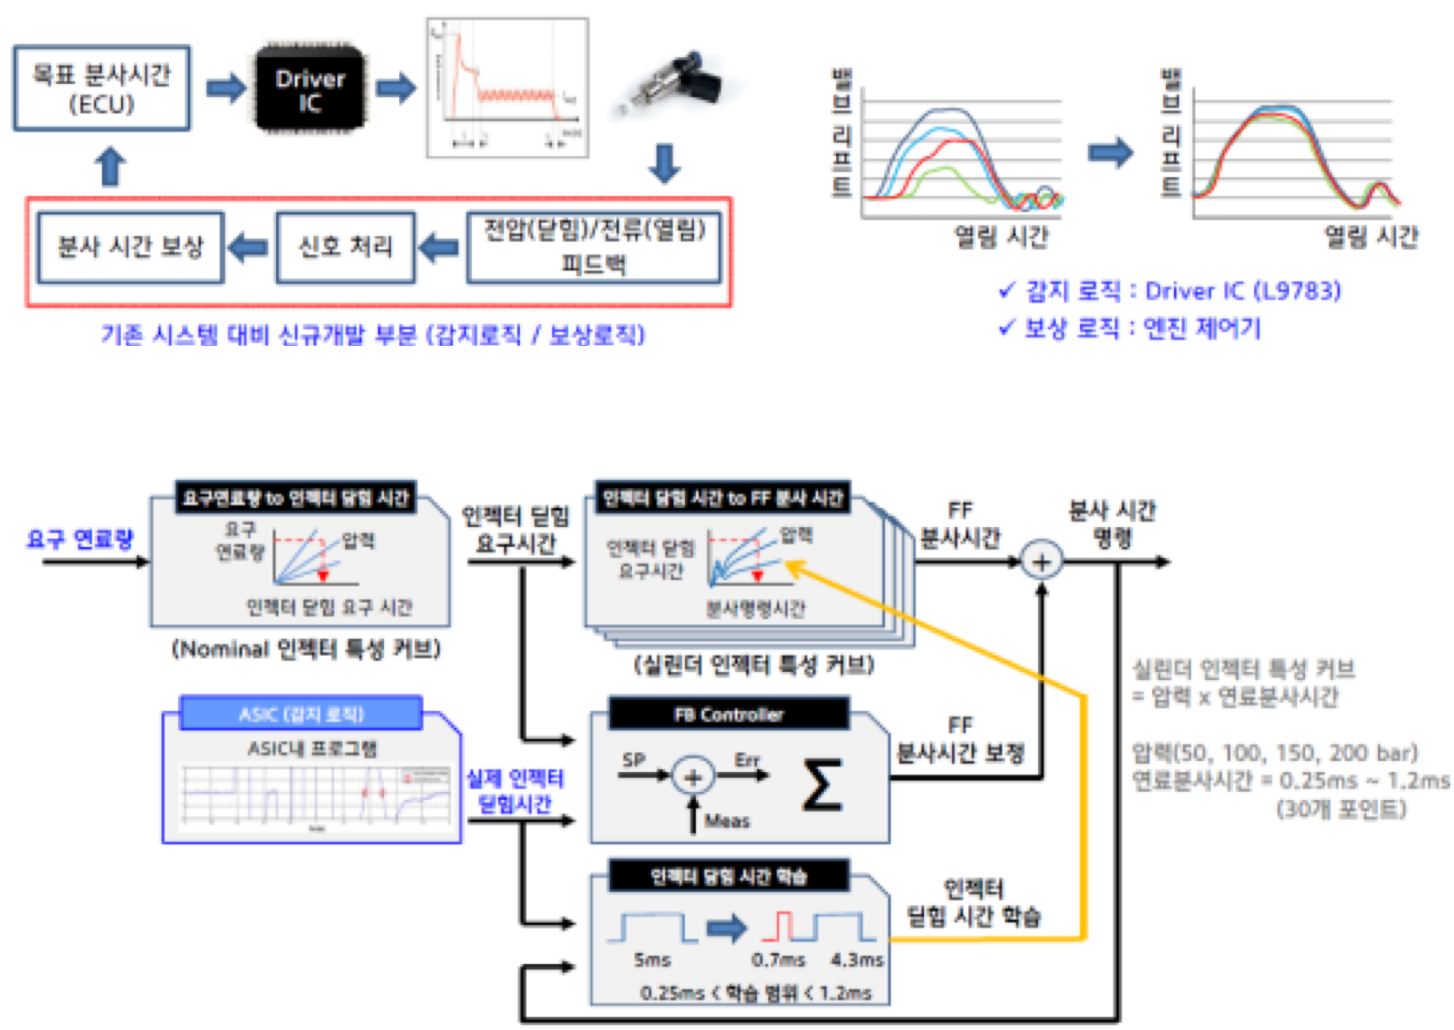 목표 분사시간
(ECU)
Driver
IC
분사 시간 보상
신호 처리
전압(닫힘)/전류(열림)
피드백
기존 시스템 대비 신규개발 부분 (감지로직 / 보상로직)
밸브 리프트
열림 시간
밸브 리프트
열림 시간
✓ 감지 로직 : Driver IC (L9783)
✓ 보상 로직 : 엔진 제어기
요구연료량 to 인젝터 닫힘 시간
요구
연료량
압력
인젝터 닫힘 요구 시간
(Nominal 인젝터 특성 커브)
요구 연료량
인젝터 닫힘
요구시간
인젝터 닫힘 시간 to FF 분사 시간
인젝터 닫힘
요구시간
압력
분사명령시간
(실린더 인젝터 특성 커브)
FF
분사시간
+
분사 시간
명령
ASIC (감지 로직)
ASIC내 프로그램
실제 인젝터
닫힘시간
FB Controller
SP
+
Err
Meas
Σ
FF
분사시간 보정
실린더 인젝터 특성 커브
= 압력 x 연료분사시간
압력(50, 100, 150, 200 bar)
연료분사시간 = 0.25ms ~ 1.2ms
(30개 포인트)
인젝터 닫힘 시간 학습
5ms
0.7ms
4.3ms
0.25ms < 학습 범위 < 1.2ms
인젝터
닫힘 시간 학습